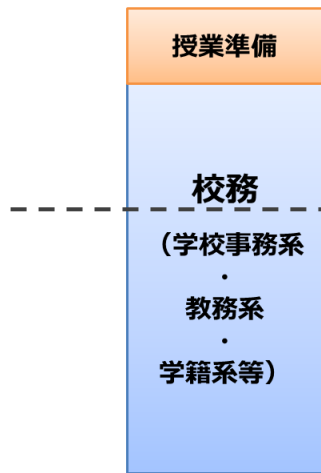 授業準備
校務
（学校事務系
・
教務系
・
学籍系等）